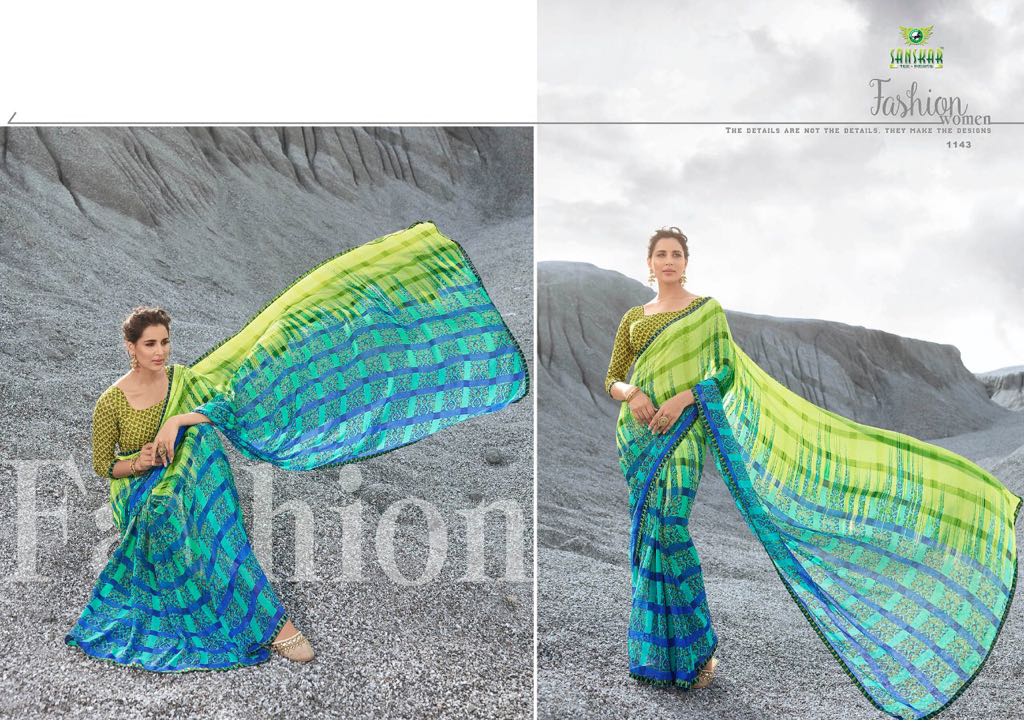 SANSKAR
TEX • PRINTS
Fashion
women
THE DETAILS ARE NOT THE DETAILS. THEY MAKE THE DESIGNS
1143
Fashion